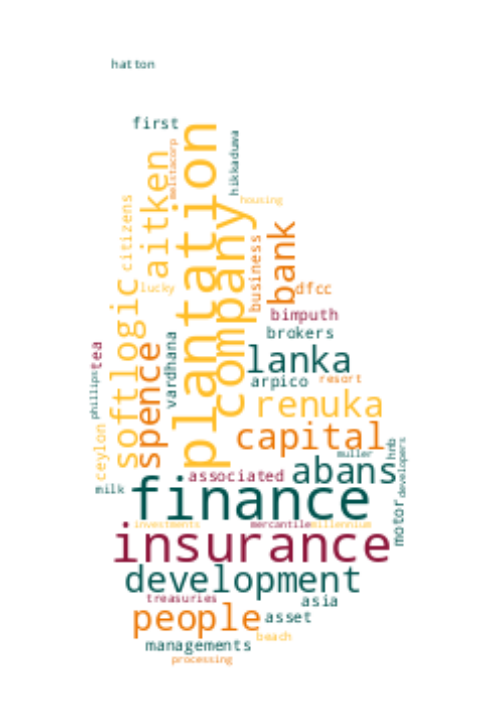 hatton
first
hikkaduwa
melstacorp
plantation
aitken
housing
citizens
company
bank
business
lucky
dfcc
softlogic
bimputh
brokers
vardhana
tea
spence
lanka
arpico
resort
phillips
renuka
capital
ceylon
muller
hnb
developers
associated
abans
milk
finance
motor
investments
mercantile
millennium
insurance
development
treasuries
asia
people
asset
beach
managements
processing